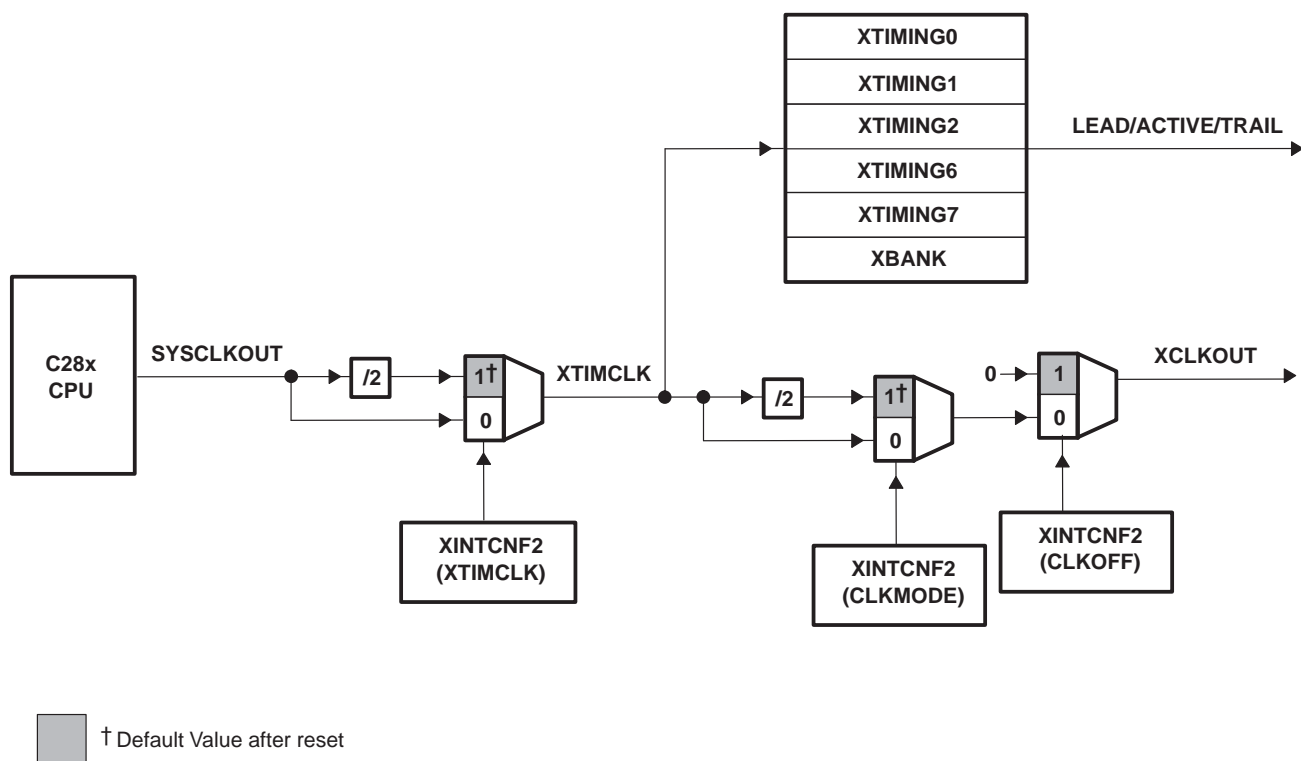 XTIMING0
XTIMING1
XTIMING2
XTIMING6
XTIMING7
XBANK
LEAD/ACTIVE/TRAIL
C28x
CPU
SYSCLKOUT
/2
1†
0
XTIMCLK
/2
1†
0
0
1
0
XCLKOUT
XINTCNF2
(XTIMCLK)
XINTCNF2
(CLKMODE)
XINTCNF2
(CLKOFF)
† Default Value after reset